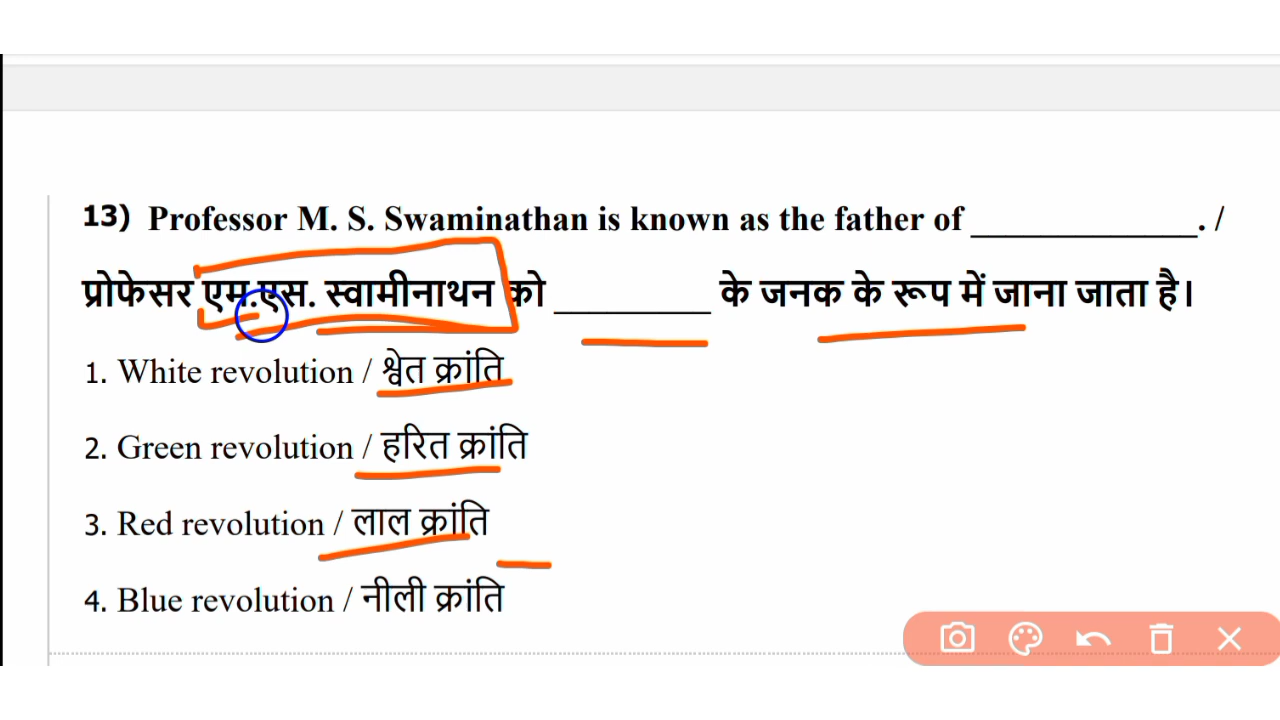 13) Professor M. S. Swaminathan is known as the father of _____________. /
प्रोफेसर एम.एस. स्वामीनाथन को _________ के जनक के रूप में जाना जाता है।
1. White revolution / श्वेत क्रांति
2. Green revolution / हरित क्रांति
3. Red revolution / लाल क्रांति
4. Blue revolution / नीली क्रांति